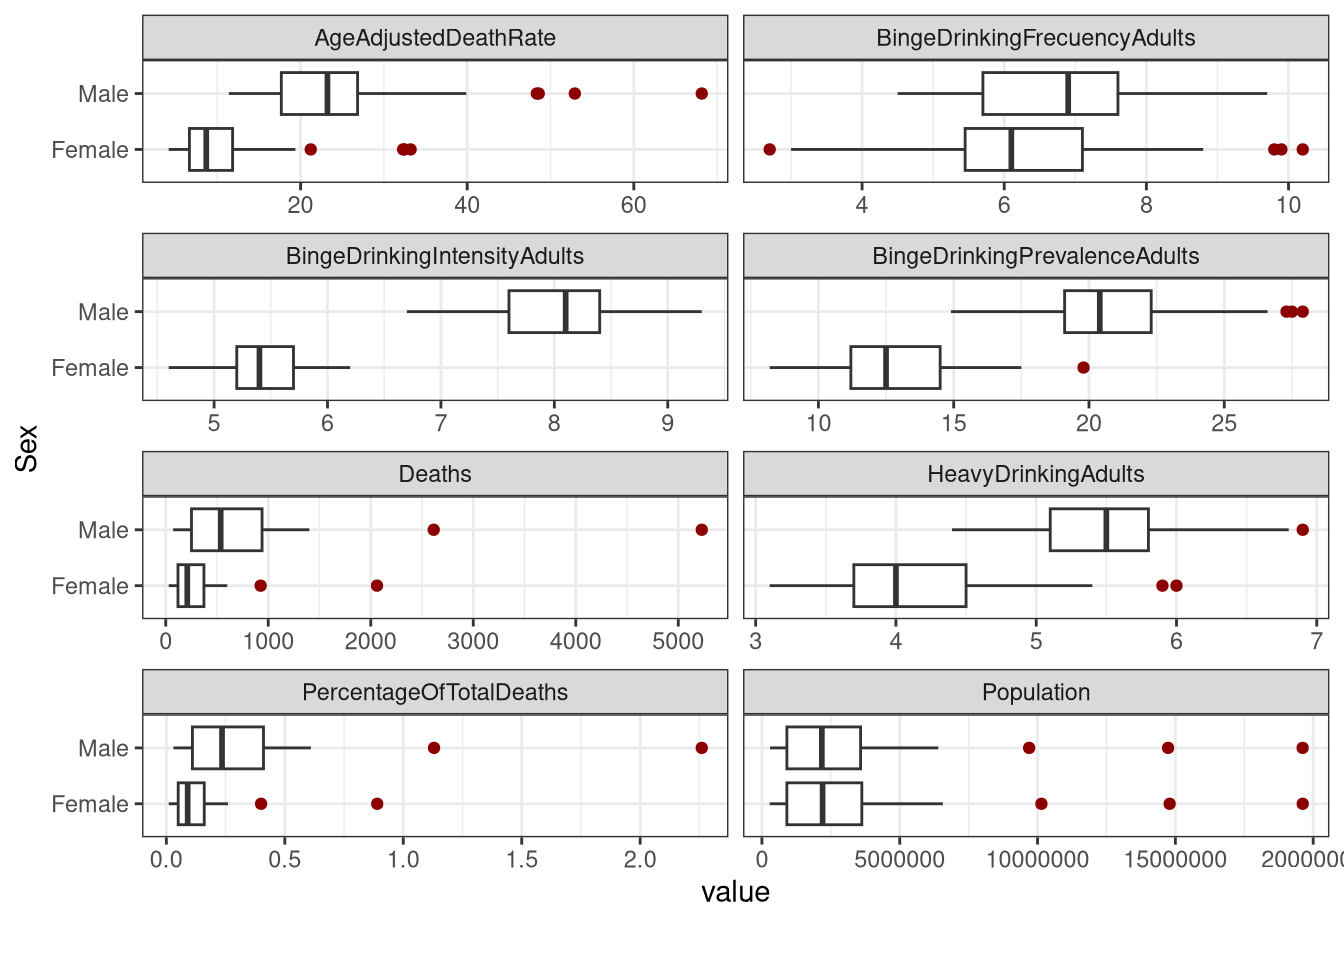 AgeAdjustedDeathRate
BingeDrinkingFrecuencyAdults
Male
Female
20 40 60
4 6 8 10
BingeDrinkingIntensityAdults
BingeDrinkingPrevalenceAdults
Male
Female
5 6 7 8 9
10 15 20 25
Sex
Deaths
HeavyDrinkingAdults
Male
Female
0 1000 2000 3000 4000 5000
3 4 5 6 7
PercentageOfTotalDeaths
Population
Male
Female
0.0 0.5 1.0 1.5 2.0
0 5000000 10000000 15000000
value